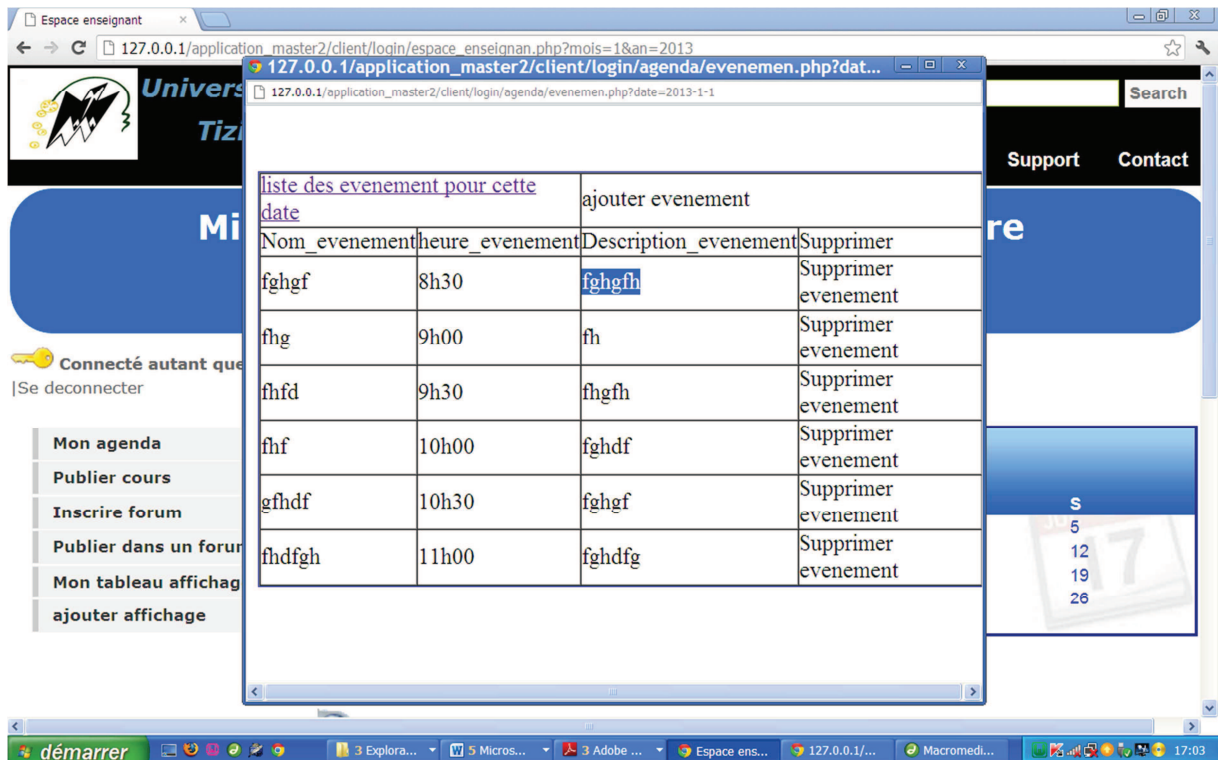 Espace enseignant
127.0.0.1/application_master2/client/login/espace_enseignan.php?mois=1&an=2013
127.0.0.1/application_master2/client/login/agenda/evenemen.php?dat...
127.0.0.1/application_master2/client/login/agenda/evenemen.php?date=2013-1-1
Search
Support Contact
liste des evenement pour cette
date
ajouter evenement
Nom_evenement heure_evenement Description_evenement Supprimer
fghgf 8h30 fghgfh Supprimer
evenement
fhg 9h00 fh Supprimer
evenement
fhfd 9h30 fhgfh Supprimer
evenement
fhf 10h00 fghdf Supprimer
evenement
gfhdf 10h30 fghgf Supprimer
evenement
fhdfgh 11h00 fghdfg Supprimer
evenement
Connecté autant que
|Se deconnecter
Mon agenda
Publier cours
Inscrire forum
Publier dans un
ajouter affichage
Mon tableau
S
5
12
17
19
26
démarrer
3 Explora...
5 Micros...
3 Adobe ...
Espace ens...
127.0.0.1/...
Macromedi...
17:03